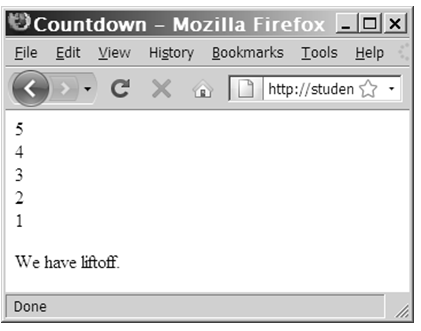 Countdown - Mozilla Firefox
File Edit View History Bookmarks Tools Help
http://studen
5
4
3
2
1
We have liftoff.
Done